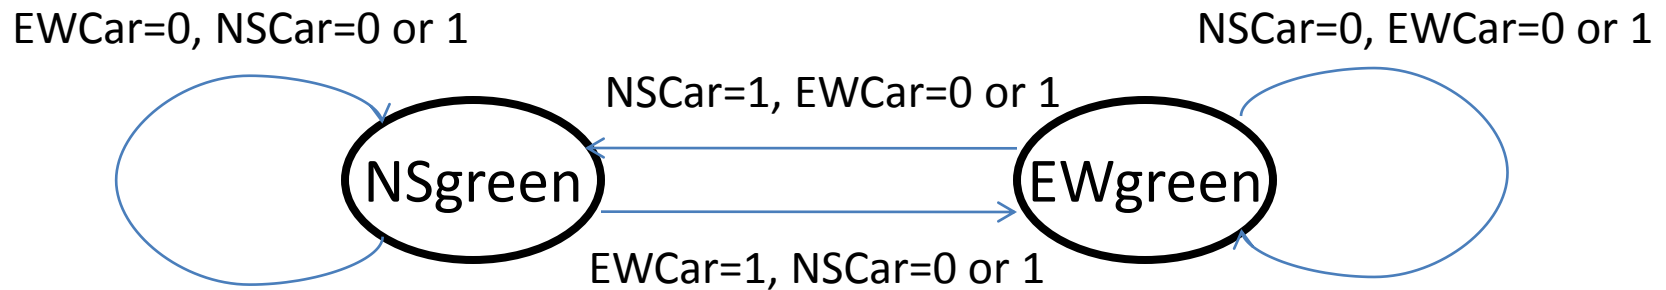 EWCar=0, NSCar=0 or 1
NSCar=0, EWCar=0 or 1
NSCar=1, EWCar=0 or 1
NSgreen
EWgreen
EWCar=1, NSCar=0 or 1